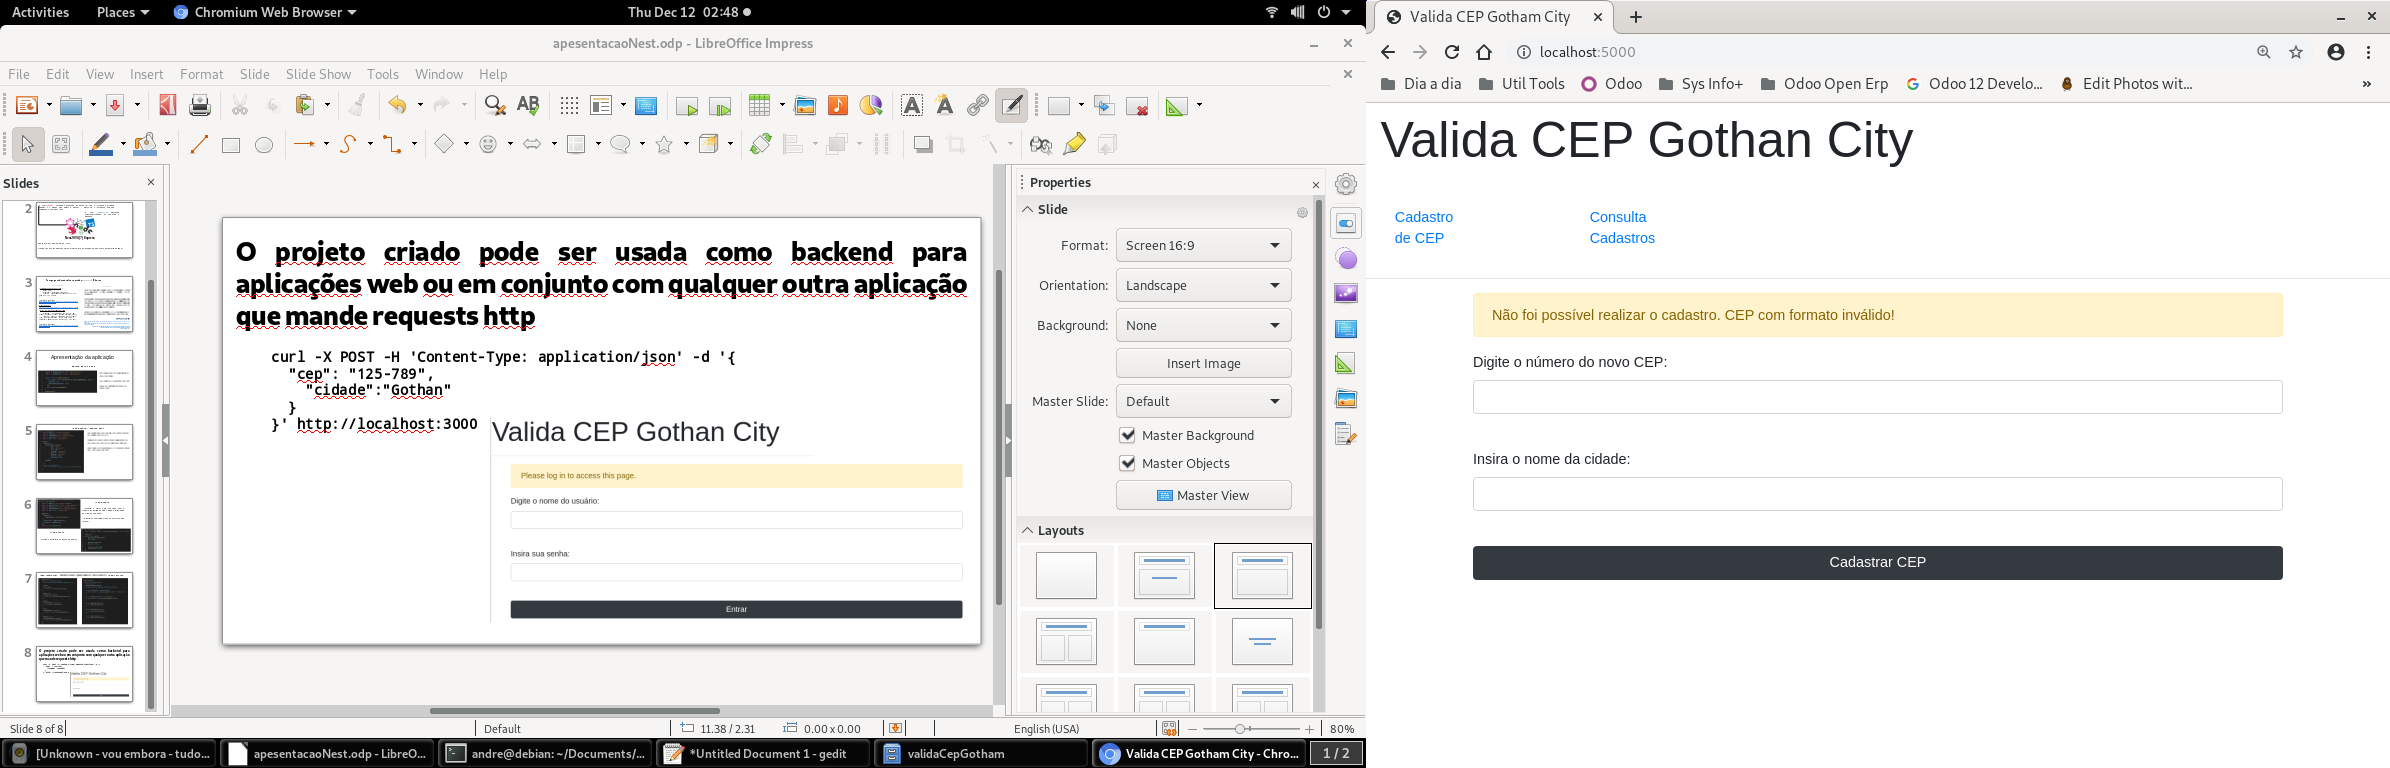 Activities Places Chromium Web Browser Thu Dec 12 02:48
apesentacaoNest.odp - LibreOffice Impress
File Edit View Insert Format Slide Slide Show Tools Window Help
Slides
2
3
4
Apresentação da aplicação
5
6
7
8
O projeto criado pode ser usada como backend para
aplicações web ou em conjunto com qualquer outra aplicação
que mande requests http
curl -X POST -H 'Content-Type: application/json' -d '{
"cep": "125-789",
"cidade":"Gothan"
}
}' http://localhost:3000
Valida CEP Gothan City
Please log in to access this page.
Digite o nome do usuário:
Insira sua senha:
Entrar
Properties
Slide
Format: Screen 16:9
Orientation: Landscape
Background: None
Insert Image
Master Slide: Default
Master Background
Master Objects
Master View
Layouts
Slide 8 of 8 Default 11.38 / 2.31 0.00 x 0.00 English (USA) 80%
[Unknown - vou embora - tudo... apesentacaoNest.odp - LibreO... andre@debian: ~/Documents/... *Untitled Document 1 - gedit validaCepGotham Valida CEP Gotham City - Chro... 1 / 2
Valida CEP Gotham City
localhost:5000
Dia a dia Util Tools Odoo Sys Info+ Odoo Open Erp Odoo 12 Develo... Edit Photos wit... »
Valida CEP Gothan City
Cadastro
de CEP
Consulta
Cadastros
Não foi possível realizar o cadastro. CEP com formato inválido!
Digite o número do novo CEP:
Insira o nome da cidade:
Cadastrar CEP